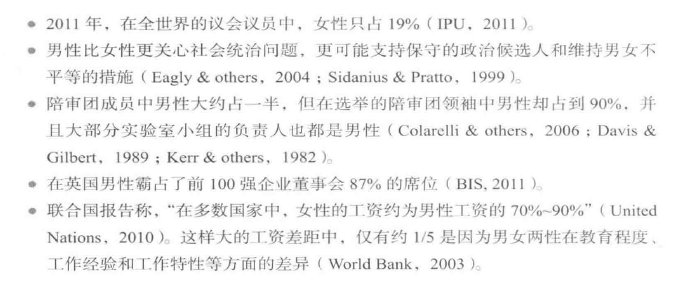 • 2011 年，在全世界的议会议员中，女性只占 19%（IPU，2011）。
• 男性比女性更关心社会统治问题，更可能支持保守的政治候选人和维持男女不
平等的措施（Eagly & others，2004；Sidanius & Pratto，1999）。
• 陪审团成员中男性大约占一半，但在选举的陪审团领袖中男性却占到 90%，并
且大部分实验室小组的负责人也都是男性（Colarelli & others，2006；Davis &
Gilbert，1989；Kerr & others，1982）。
• 在英国男性霸占了前 100 强企业董事会 87% 的席位（BIS, 2011）。
• 联合国报告称，“在多数国家中，女性的工资约为男性工资的 70%~90%”（United
Nations，2010）。这样大的工资差距中，仅有约 1/5 是因为男女两性在教育程度、
工作经验和工作特性等方面的差异（World Bank，2003）。